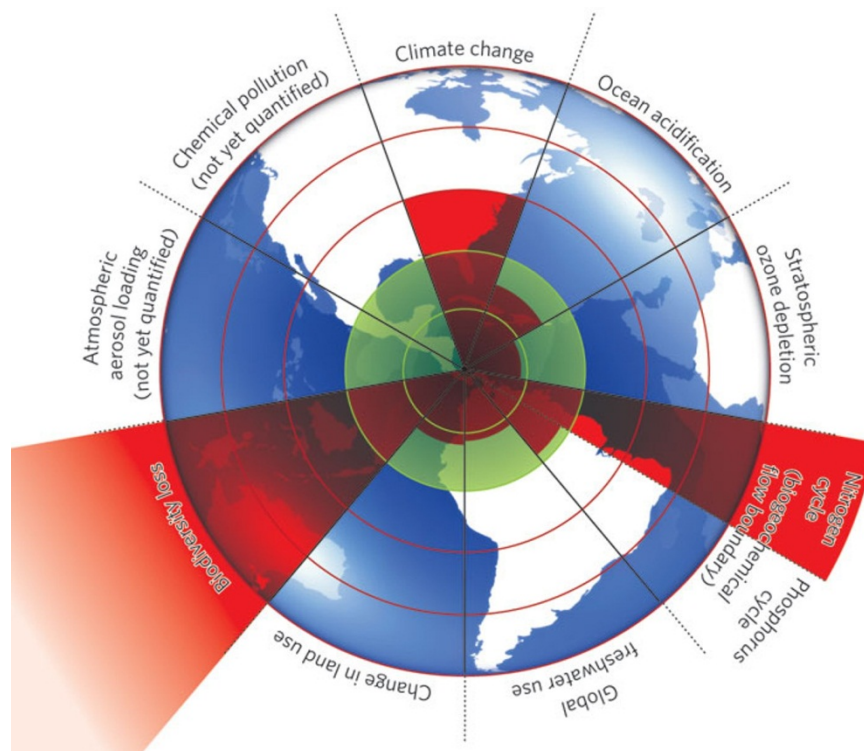 Climate change
Ocean acidification
Stratospheric
ozone depletion
Nitrogen
cycle
(biogeochemical
flow boundary)
Phosphorus
cycle
Global
freshwater use
Change in land use
Biodiversity loss
Atmospheric
aerosol loading
(not yet quantified)
Chemical pollution
(not yet quantified)